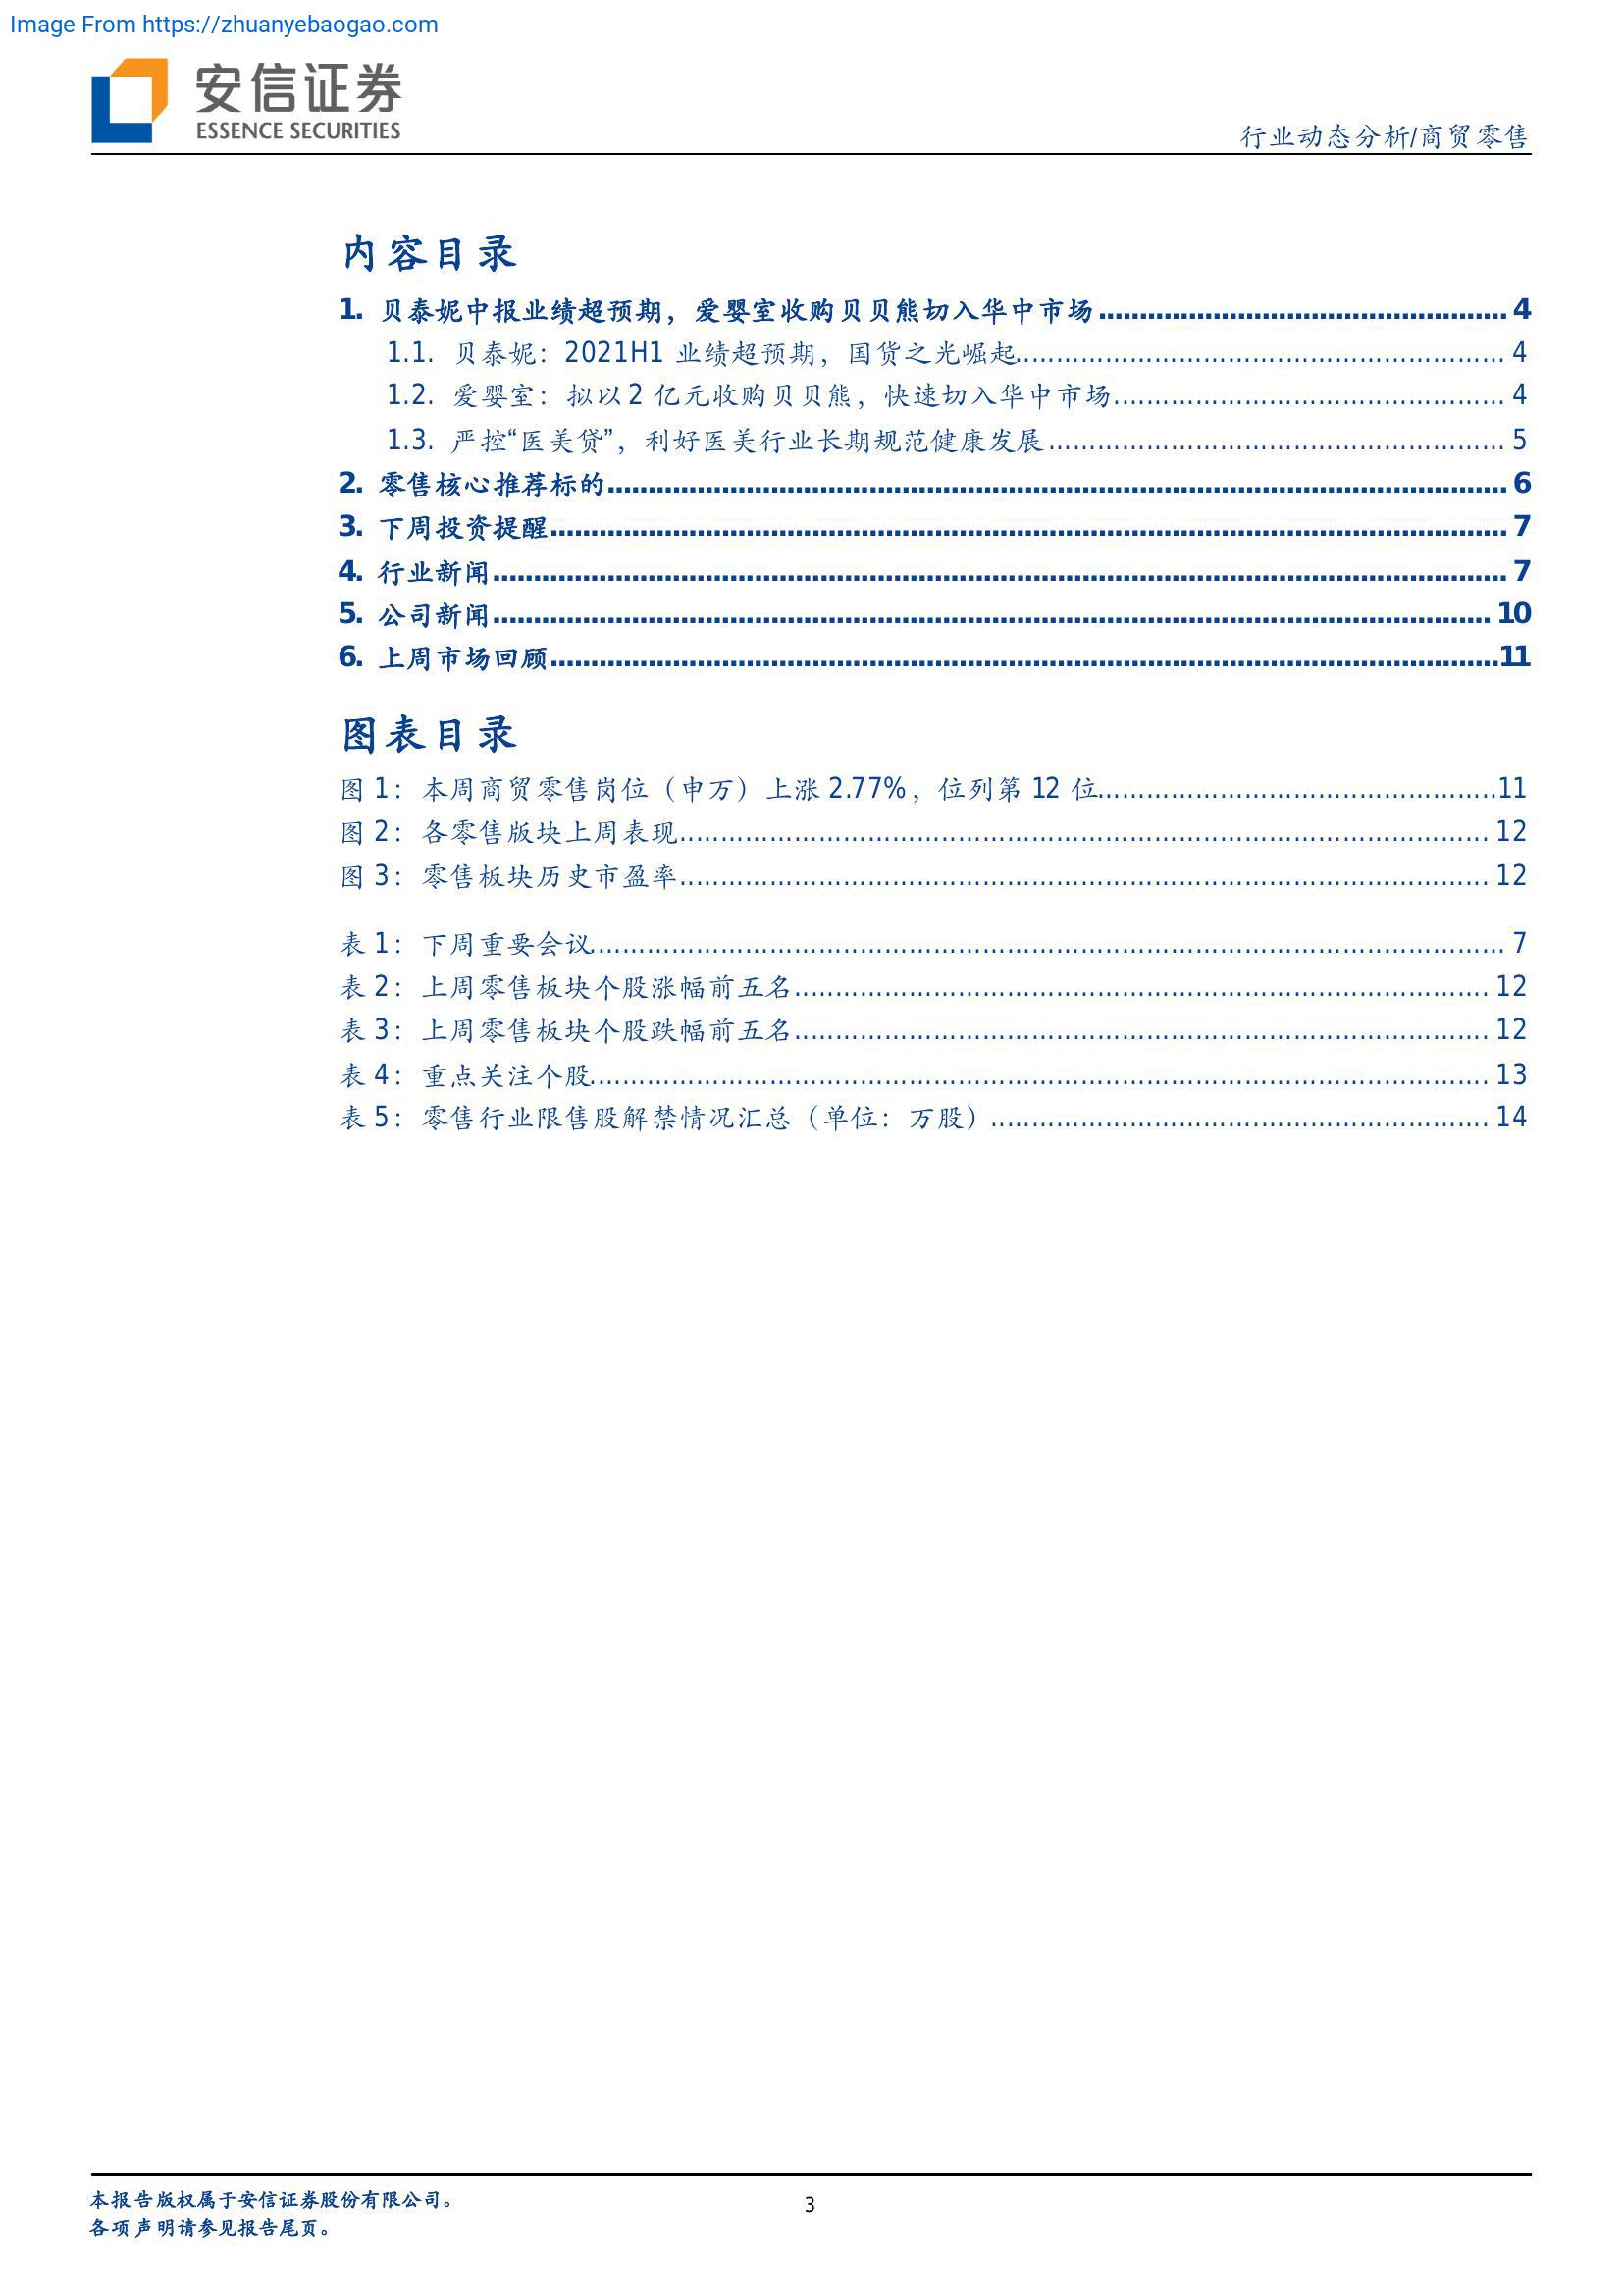 Image From https://zhuanyebaogao.com
安信证券
ESSENCE SECURITIES
行业动态分析/商贸零售
内容目录
1. 贝泰妮中报业绩超预期，爱婴室收购贝贝熊切入华中市场 4
1.1. 贝泰妮：2021H1 业绩超预期，国货之光崛起 4
1.2. 爱婴室：拟以 2 亿元收购贝贝熊，快速切入华中市场 4
1.3. 严控“医美贷”，利好医美行业长期规范健康发展 5
2. 零售核心推荐标的 6
3. 下周投资提醒 7
4. 行业新闻 7
5. 公司新闻 10
6. 上周市场回顾 11
图表目录
图 1：本周商贸零售岗位（申万）上涨 2.77%，位列第 12 位 11
图 2：各零售版块上周表现 12
图 3：零售板块历史市盈率 12
表 1：下周重要会议 7
表 2：上周零售板块个股涨幅前五名 12
表 3：上周零售板块个股跌幅前五名 12
表 4：重点关注个股 13
表 5：零售行业限售股解禁情况汇总（单位：万股） 14
本报告版权属于安信证券股份有限公司。
3
各项声明请参见报告尾页。